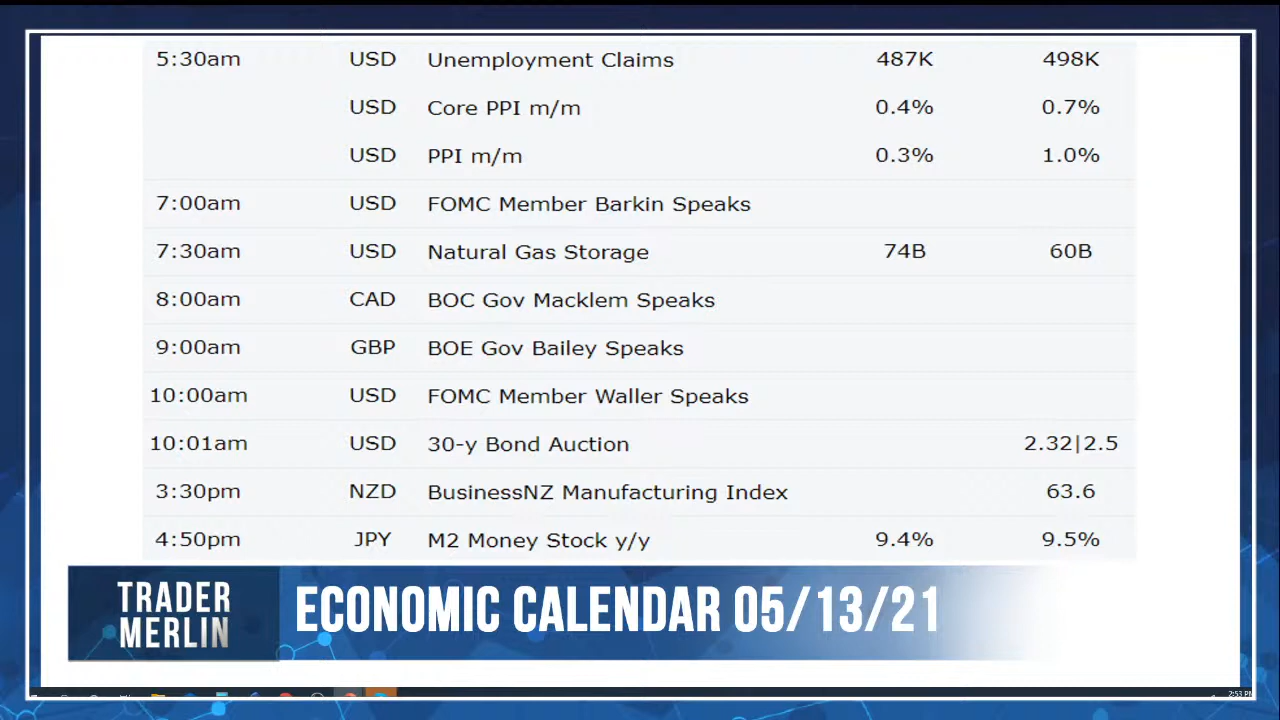 5:30am USD Unemployment Claims 487K 498K
USD Core PPI m/m 0.4% 0.7%
USD PPI m/m 0.3% 1.0%
7:00am USD FOMC Member Barkin Speaks
7:30am USD Natural Gas Storage 74B 60B
8:00am CAD BOC Gov Macklem Speaks
9:00am GBP BOE Gov Bailey Speaks
10:00am USD FOMC Member Waller Speaks
10:01am USD 30-y Bond Auction 2.32|2.5
3:30pm NZD BusinessNZ Manufacturing Index 63.6
4:50pm JPY M2 Money Stock y/y 9.4% 9.5%
TRADER
MERLIN
ECONOMIC CALENDAR 05/13/21
2:53 PM